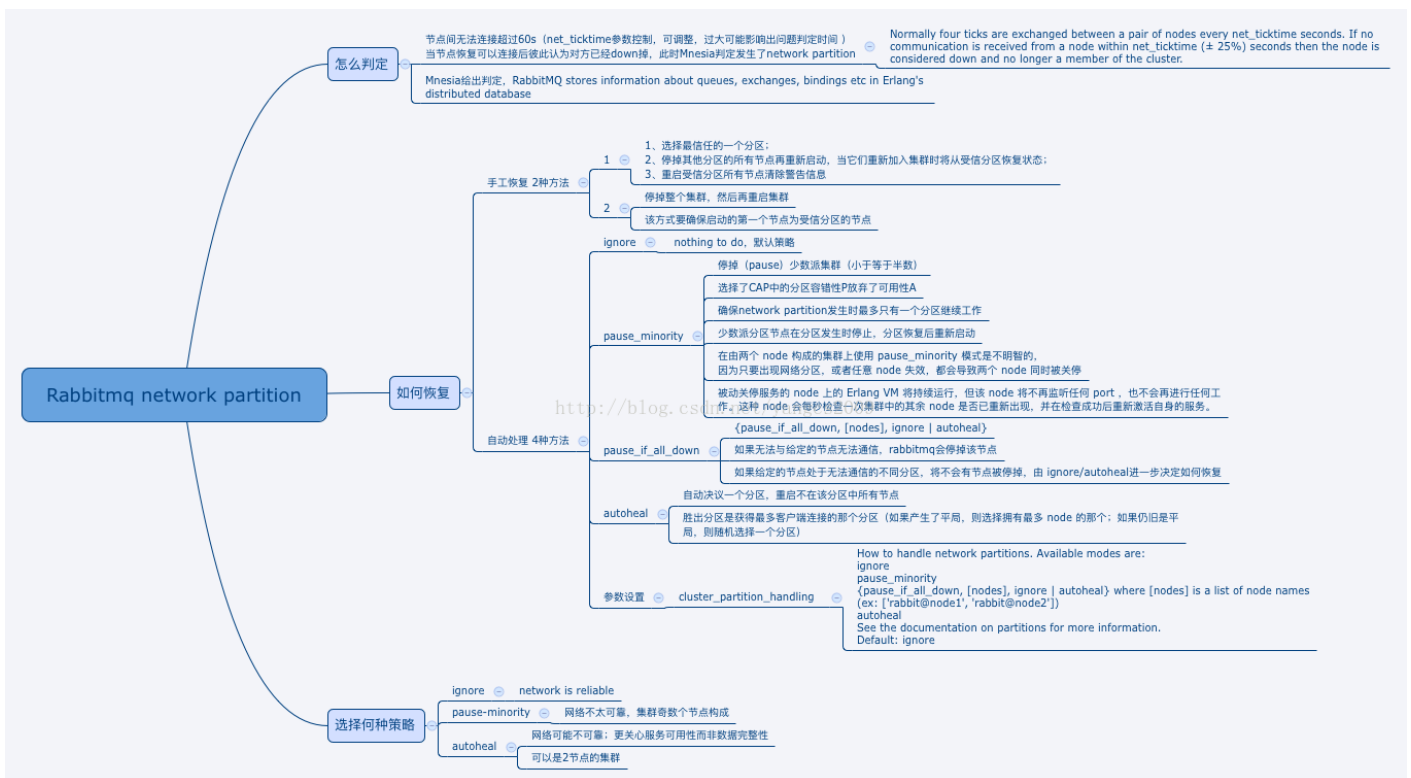 Rabbitmq network partition
怎么判定
节点间无法连接超过60s（net_ticktime参数控制，可调整，过大可能影响出问题判定时间 ）
当节点恢复可以连接后彼此认为对方已经down掉，此时Mnesia判定发生了network partition
Normally four ticks are exchanged between a pair of nodes every net_ticktime seconds. If no
communication is received from a node within net_ticktime (± 25%) seconds then the node is
considered down and no longer a member of the cluster.
Mnesia给出判定，RabbitMQ stores information about queues, exchanges, bindings etc in Erlang's
distributed database
如何恢复
手工恢复 2种方法
1
1、选择最信任的一个分区；
2、停掉其他分区的所有节点再重新启动，当它们重新加入集群时将从受信分区恢复状态；
3、重启受信分区所有节点清除警告信息
2
停掉整个集群，然后再重启集群
该方式要确保启动的第一个节点为受信分区的节点
自动处理 4种方法
ignore
nothing to do，默认策略
pause_minority
停掉（pause）少数派集群（小于等于半数）
选择了CAP中的分区容错性P放弃了可用性A
确保network partition发生时最多只有一个分区继续工作
少数派分区节点在分区发生时停止，分区恢复后重新启动
在由两个 node 构成的集群上使用 pause_minority 模式是不明智的，
因为只要出现网络分区，或者任意 node 失效，都会导致两个 node 同时被关停
被动关停服务的 node 上的 Erlang VM 将持续运行，但该 node 将不再监听任何 port ，也不会再进行任何工
作。这种 node 会每秒检查一次集群中的其余 node 是否已重新出现，并在检查成功后重新激活自身的服务。
pause_if_all_down
{pause_if_all_down, [nodes], ignore | autoheal}
如果无法与给定的节点无法通信，rabbitmq会停掉该节点
如果给定的节点处于无法通信的不同分区，将不会有节点被停掉，由 ignore/autoheal进一步决定如何恢复
autoheal
自动决议一个分区，重启不在该分区中所有节点
胜出分区是获得最多客户端连接的那个分区（如果产生了平局，则选择拥有最多 node 的那个；如果仍旧是平
局，则随机选择一个分区）
参数设置
cluster_partition_handling
How to handle network partitions. Available modes are:
ignore
pause_minority
{pause_if_all_down, [nodes], ignore | autoheal} where [nodes] is a list of node names
(ex: ['rabbit@node1', 'rabbit@node2'])
autoheal
See the documentation on partitions for more information.
Default: ignore
选择何种策略
ignore
network is reliable
pause-minority
网络不太可靠，集群奇数个节点构成
autoheal
网络可能不可靠；更关心服务可用性而非数据完整性
可以是2节点的集群